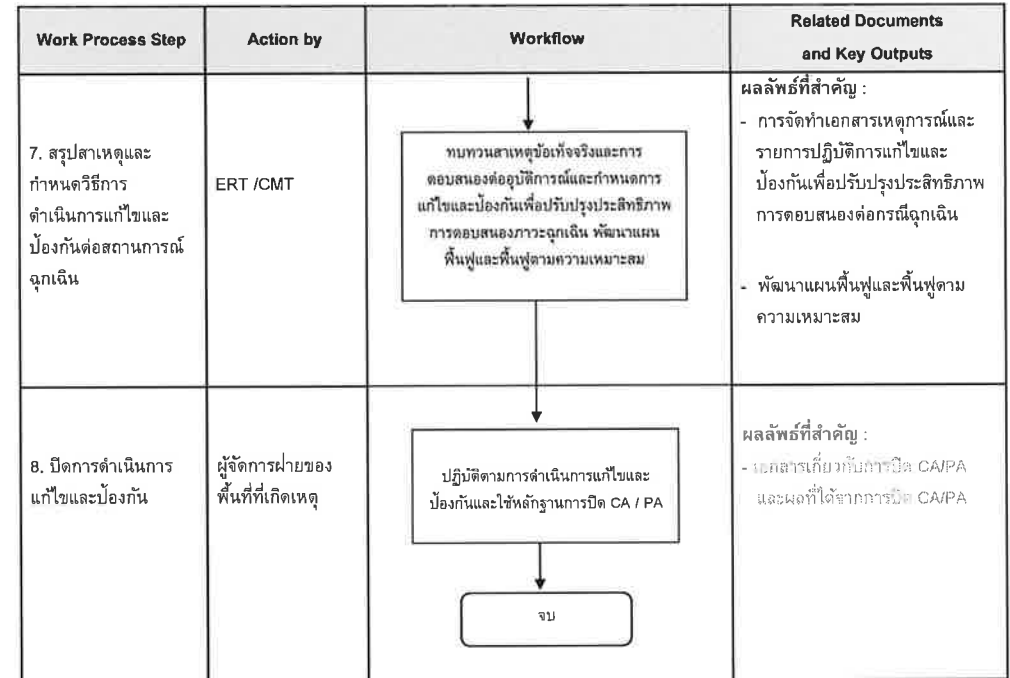 Work Process Step
Action by
Workflow
Related Documents
and Key Outputs
7. สรุปสาเหตุและ
กำหนดวิธีการ
ดำเนินการแก้ไขและ
ป้องกันต่อสถานการณ์
ฉุกเฉิน
ERT /CMT
ทบทวนสาเหตุข้อเท็จจริงและการ
ตอบสนองต่ออุบัติการณ์และกำหนดการ
แก้ไขและป้องกันเพื่อปรับปรุงประสิทธิภาพ
การตอบสนองภาวะฉุกเฉิน พัฒนาแผน
ฟื้นฟูและฟื้นฟูตามความเหมาะสม
ผลลัพธ์ที่สำคัญ :
- การจัดทำเอกสารเหตุการณ์และ
รายการปฏิบัติการแก้ไขและ
ป้องกันเพื่อปรับปรุงประสิทธิภาพ
การตอบสนองต่อกรณีฉุกเฉิน
- พัฒนาแผนฟื้นฟูและฟื้นฟูตาม
ความเหมาะสม
8. ปิดการดำเนินการ
แก้ไขและป้องกัน
ผู้จัดการฝ่ายของ
พื้นที่ที่เกิดเหตุ
ปฏิบัติตามการดำเนินการแก้ไขและ
ป้องกันและใช้หลักฐานการปิด CA / PA
จบ
ผลลัพธ์ที่สำคัญ :
- เอกสารเกี่ยวกับการปิด CA/PA
และผลที่ได้จากการปิด CA/PA